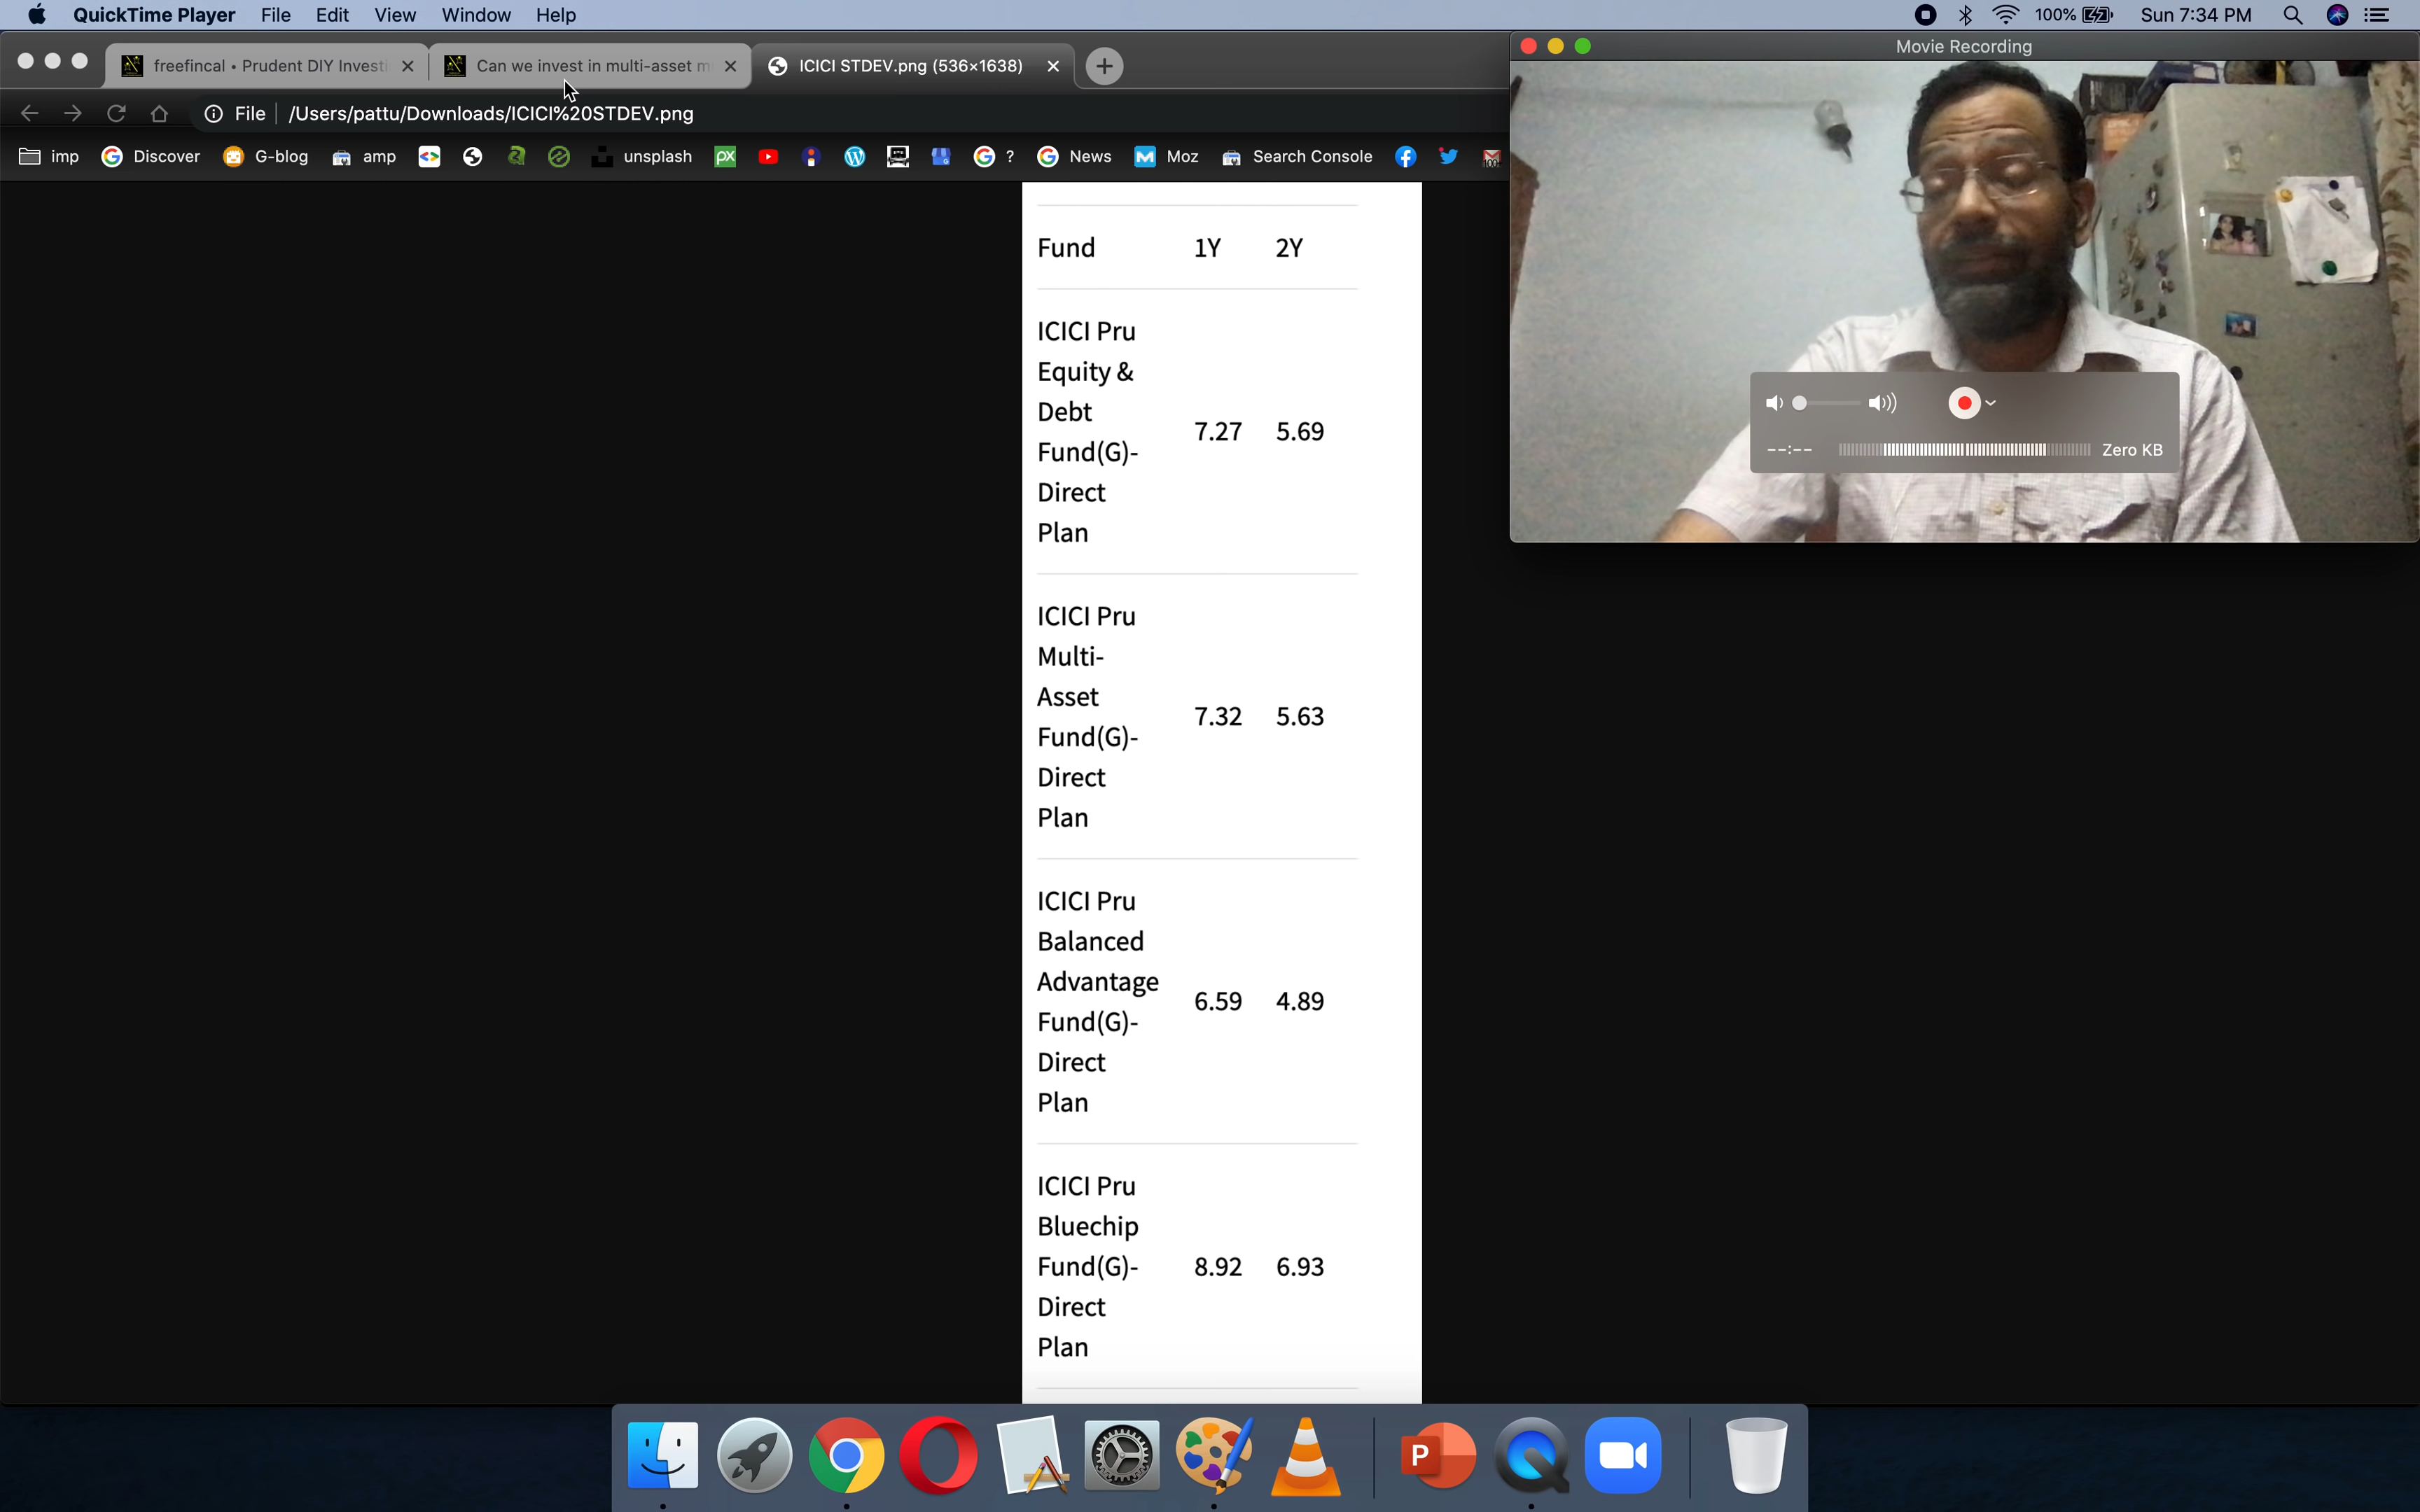 QuickTime Player File Edit View Window Help 100% Sun 7:34 PM
freefincal • Prudent DIY Investi
Can we invest in multi-asset m
ICICI STDEV.png (536×1638)
Movie Recording
File /Users/pattu/Downloads/ICICI%20STDEV.png
imp Discover G-blog amp unsplash px ? News Moz Search Console
Fund 1Y 2Y
ICICI Pru
Equity &
Debt
Fund(G)-
Direct
Plan
7.27 5.69
ICICI Pru
Multi-
Asset
Fund(G)-
Direct
Plan
7.32 5.63
ICICI Pru
Balanced
Advantage
Fund(G)-
Direct
Plan
6.59 4.89
ICICI Pru
Bluechip
Fund(G)-
Direct
Plan
8.92 6.93
--:-- Zero KB
P